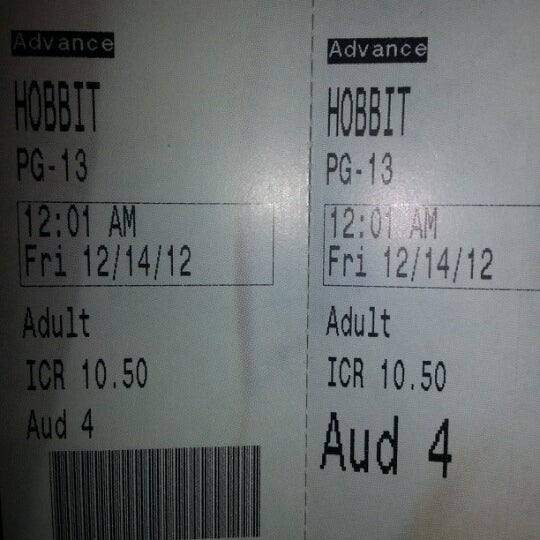 Advance
HOBBIT
PG-13
12:01 AM
Fri 12/14/12
Adult
ICR 10.50
Aud 4
Advance
HOBBIT
PG-13
12:01 AM
Fri 12/14/12
Adult
ICR 10.50
Aud 4